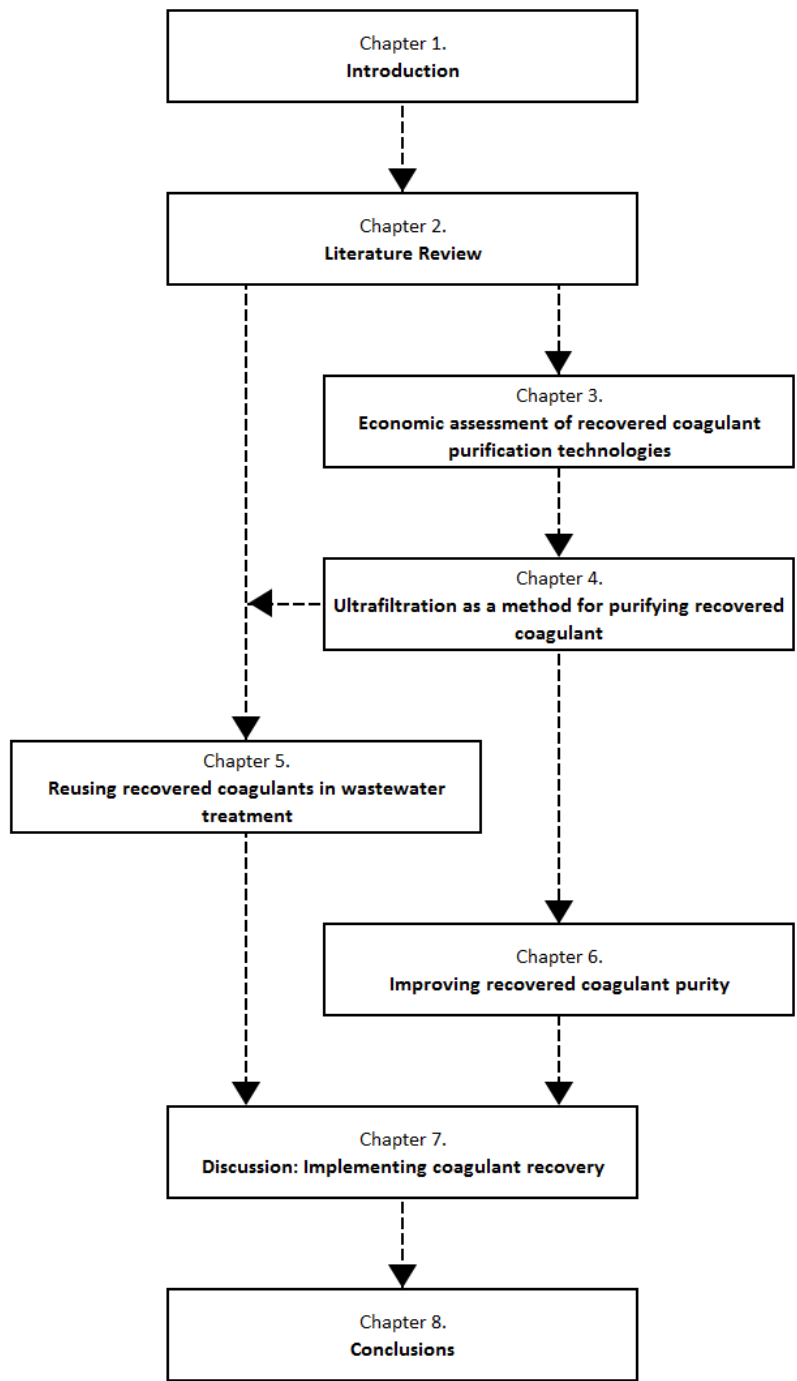 Chapter 1.
Introduction
Chapter 2.
Literature Review
Chapter 3.
Economic assessment of recovered coagulant
purification technologies
Chapter 4.
Ultrafiltration as a method for purifying recovered
coagulant
Chapter 5.
Reusing recovered coagulants in wastewater
treatment
Chapter 6.
Improving recovered coagulant purity
Chapter 7.
Discussion: Implementing coagulant recovery
Chapter 8.
Conclusions